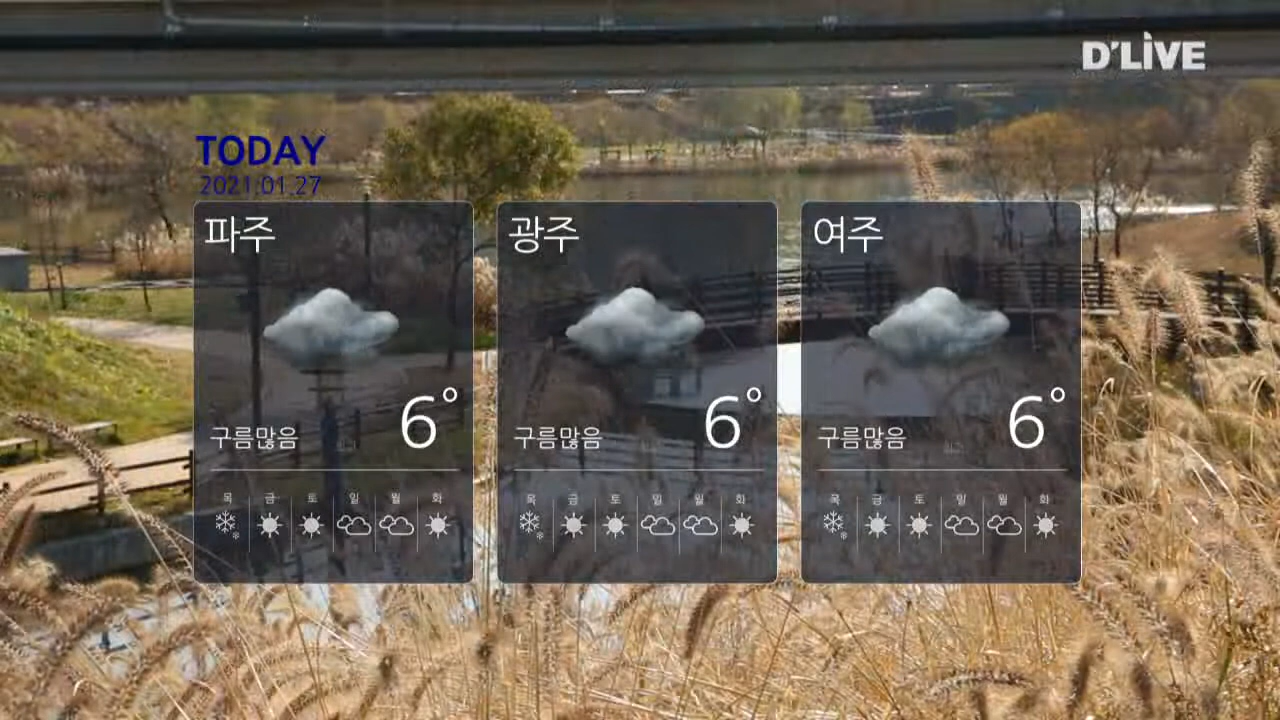 D'LiVE
TODAY
2021.01.27
파주
구름많음
6°
목 금 토 일 월 화
광주
구름많음
6°
목 금 토 일 월 화
여주
구름많음
6°
목 금 토 일 월 화